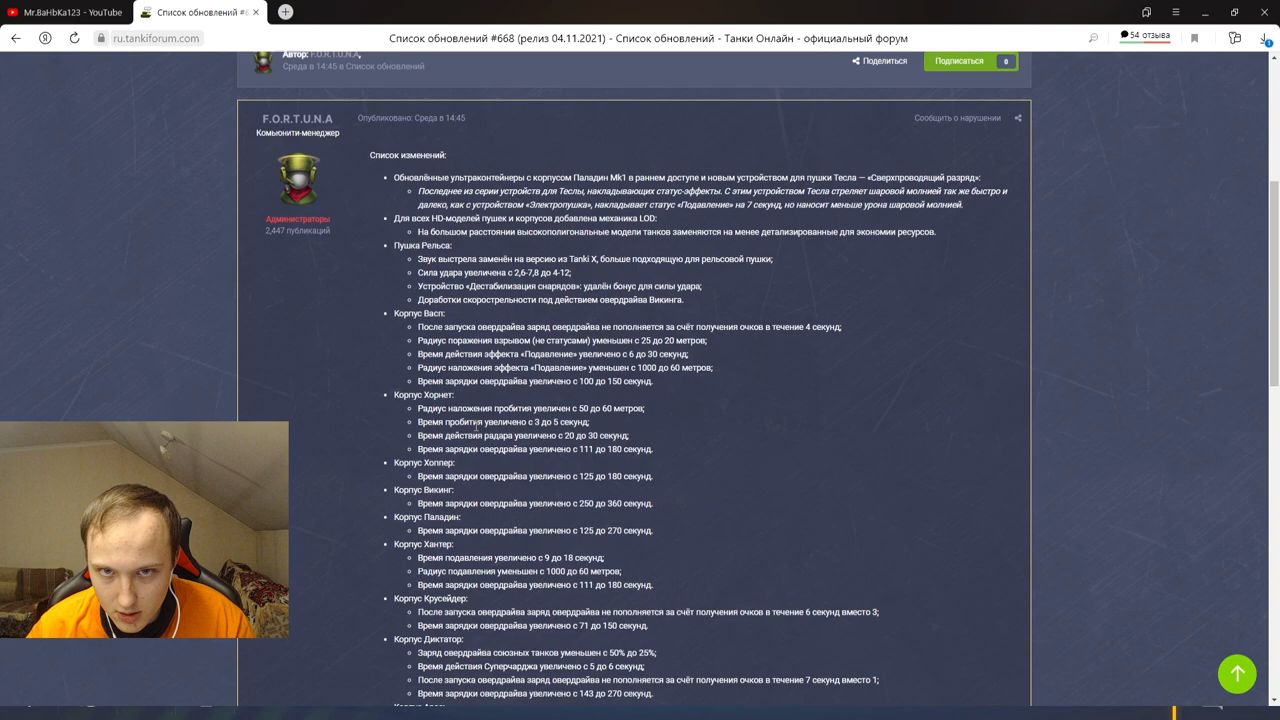 Mr.BaHbKa123 - YouTube
Список обновлений #6
ru.tankiforum.com
Список обновлений #668 (релиз 04.11.2021) - Список обновлений - Танки Онлайн - официальный форум
54 отзыва
1
Автор: F.O.R.T.U.N.A,
Среда в 14:45 в Список обновлений
Поделиться
Подписаться
0
F.O.R.T.U.N.A
Комьюнити-менеджер
Администраторы
2,447 публикаций
Опубликовано: Среда в 14:45
Сообщить о нарушении
Список изменений:
Обновлённые ультраконтейнеры с корпусом Паладин Mk1 в раннем доступе и новым устройством для пушки Тесла — «Сверхпроводящий разряд»:
Последнее из серии устройств для Теслы, накладывающих статус-эффекты. С этим устройством Тесла стреляет шаровой молнией так же быстро и
далеко, как с устройством «Электропушка», накладывает статус «Подавление» на 7 секунд, но наносит меньше урона шаровой молнией.
Для всех HD-моделей пушек и корпусов добавлена механика LOD:
На большом расстоянии высокополигональные модели танков заменяются на менее детализированные для экономии ресурсов.
Пушка Рельса:
Звук выстрела заменён на версию из Tanki X, больше подходящую для рельсовой пушки;
Сила удара увеличена с 2,6-7,8 до 4-12;
Устройство «Дестабилизация снарядов»: удалён бонус для силы удара;
Доработки скорострельности под действием овердрайва Викинга.
Корпус Васп:
После запуска овердрайва заряд овердрайва не пополняется за счёт получения очков в течение 4 секунд;
Радиус поражения взрывом (не статусами) уменьшен с 25 до 20 метров;
Время действия эффекта «Подавление» увеличено с 6 до 30 секунд;
Радиус наложения эффекта «Подавление» уменьшен с 1000 до 60 метров;
Время зарядки овердрайва увеличено с 100 до 150 секунд.
Корпус Хорнет:
Радиус наложения пробития увеличен с 50 до 60 метров;
Время пробития увеличено с 3 до 5 секунд;
Время действия радара увеличено с 20 до 30 секунд;
Время зарядки овердрайва увеличено с 111 до 180 секунд.
Корпус Хоппер:
Время зарядки овердрайва увеличено с 125 до 180 секунд.
Корпус Викинг:
Время зарядки овердрайва увеличено с 250 до 360 секунд.
Корпус Паладин:
Время зарядки овердрайва увеличено с 125 до 270 секунд.
Корпус Хантер:
Время подавления увеличено с 9 до 18 секунд;
Радиус подавления уменьшен с 1000 до 60 метров;
Время зарядки овердрайва увеличено с 111 до 180 секунд.
Корпус Крусейдер:
После запуска овердрайва заряд овердрайва не пополняется за счёт получения очков в течение 6 секунд вместо 3;
Время зарядки овердрайва увеличено с 71 до 150 секунд.
Корпус Диктатор:
Заряд овердрайва союзных танков уменьшен с 50% до 25%;
Время действия Суперчарджа увеличено с 5 до 6 секунд;
После запуска овердрайва заряд овердрайва не пополняется за счёт получения очков в течение 7 секунд вместо 1;
Время зарядки овердрайва увеличено с 143 до 270 секунд.